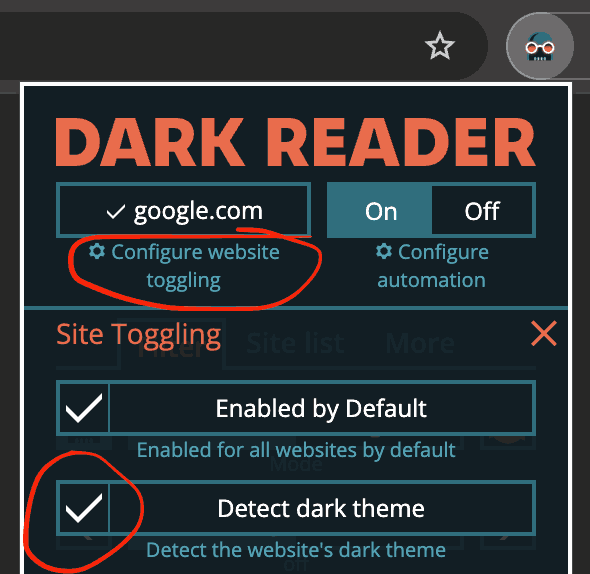 DARK READER
google.com
On
Off
Configure website
toggling
Configure
automation
Site Toggling
Filter
Site list
More
Enabled by Default
Enabled for all websites by default
Mode
Detect dark theme
Detect the website's dark theme
off